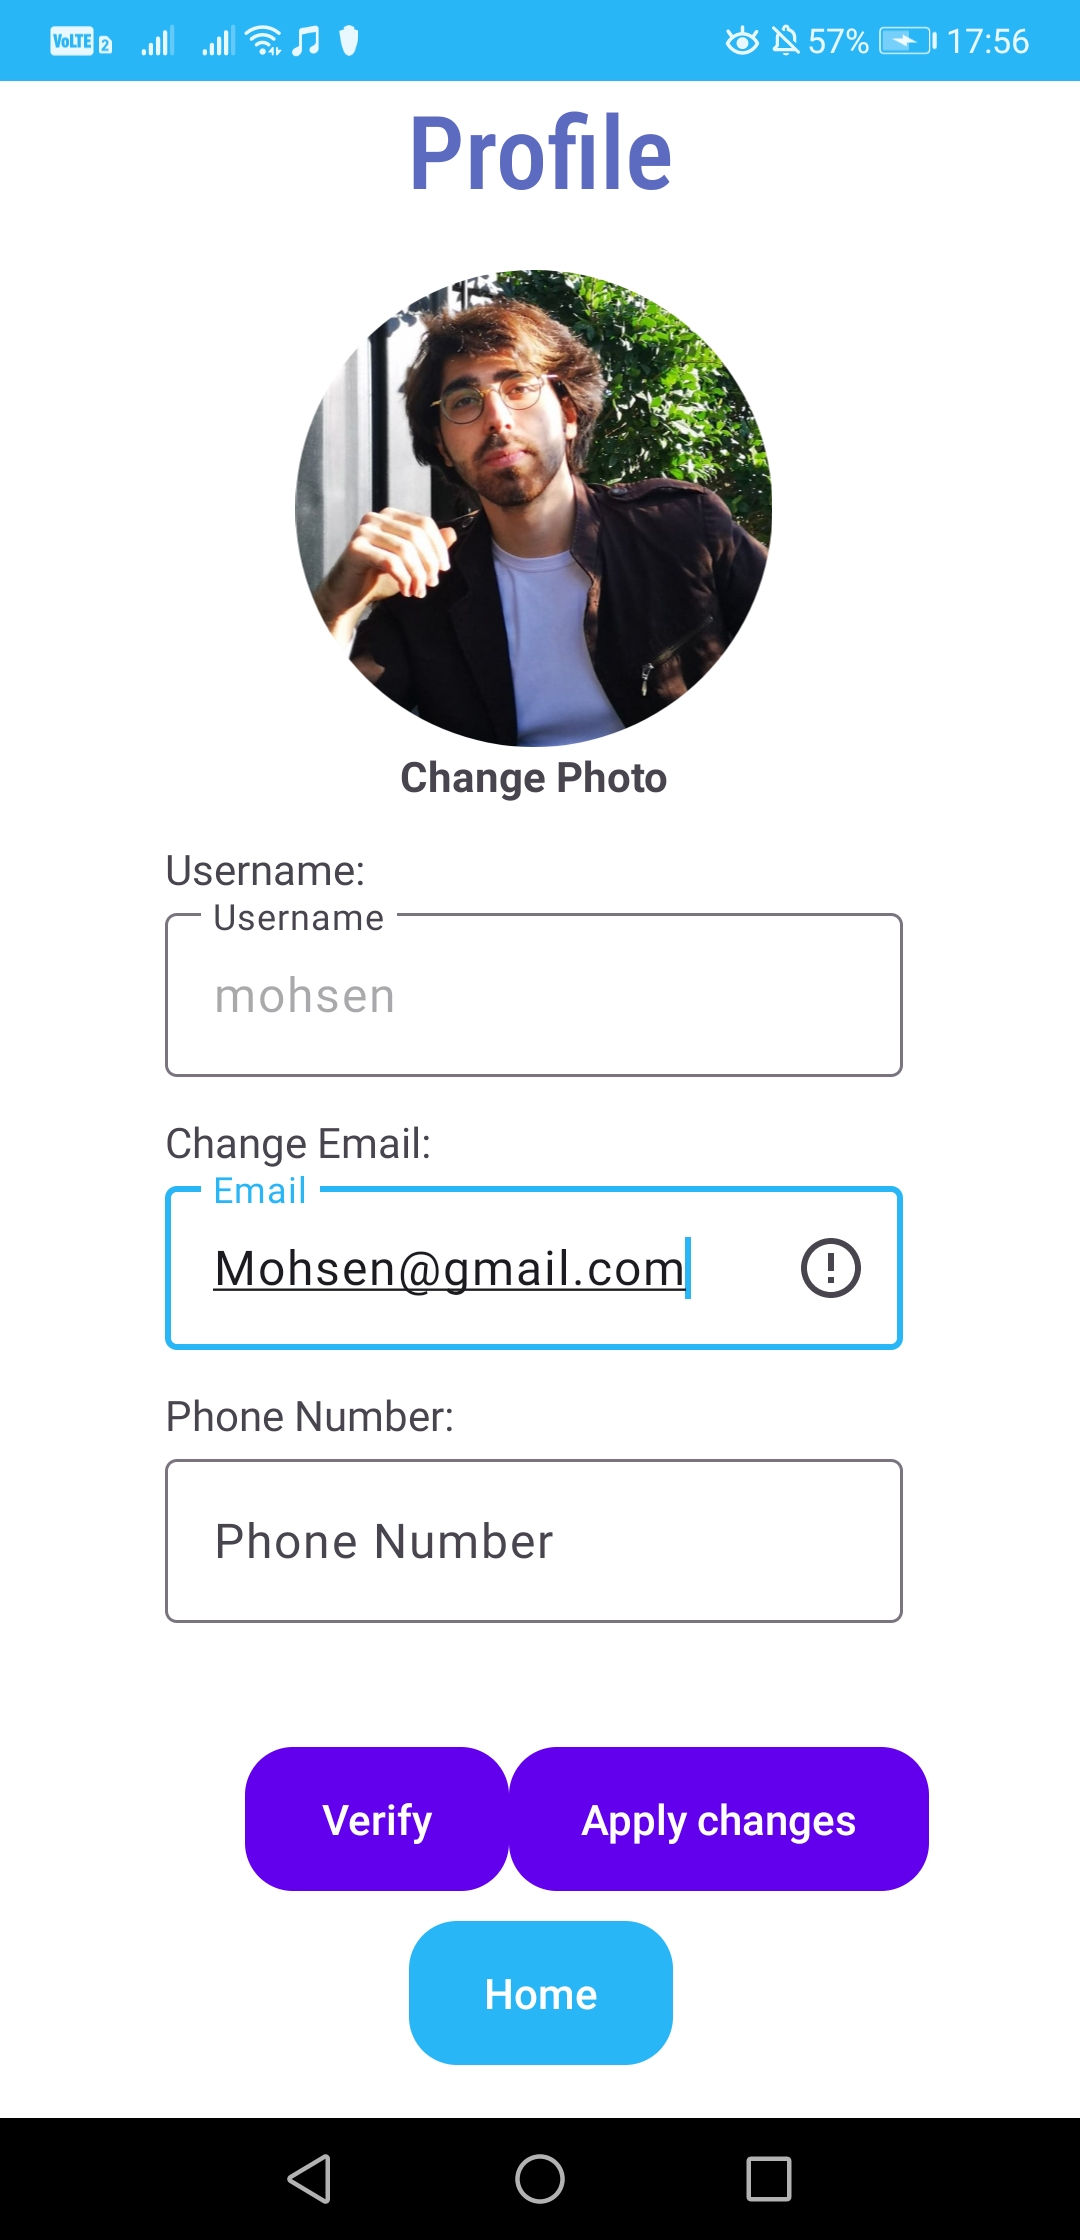 VoLTE 2 57% 17:56
Profile
Change Photo
Username:
Username
mohsen
Change Email:
Email
Mohsen@gmail.com
Phone Number:
Phone Number
Verify Apply changes
Home